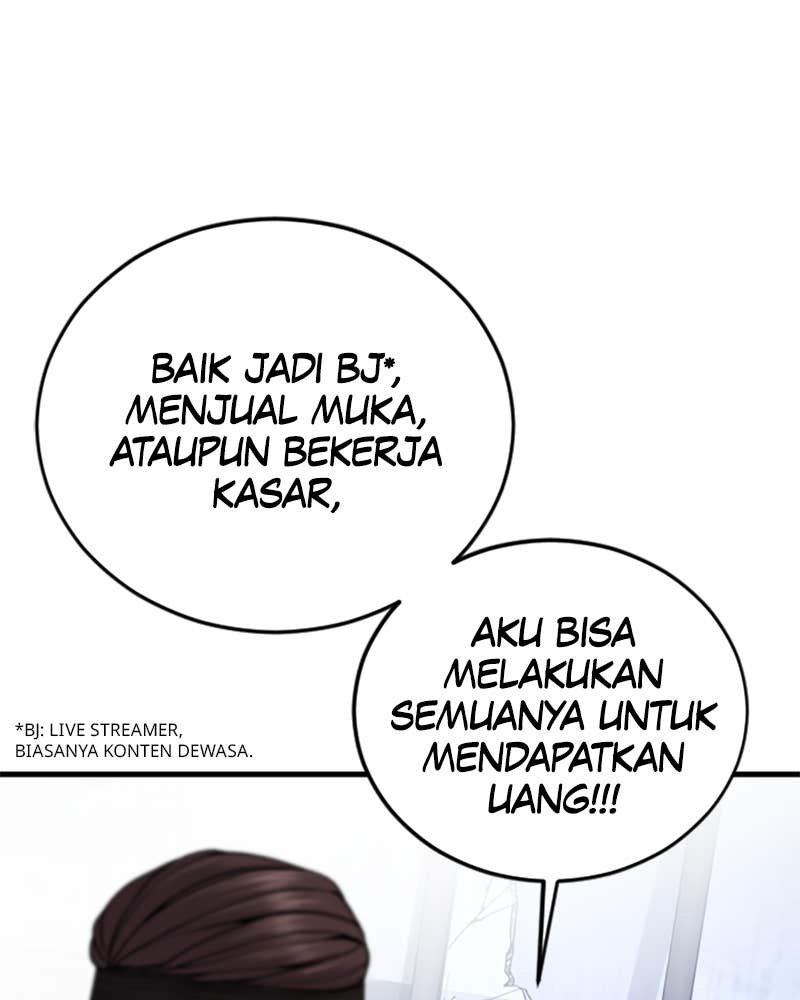 BAIK JADI BJ*,
MENJUAL MUKA,
ATAUPUN BEKERJA
KASAR,
AKU BISA
MELAKUKAN
SEMUANYA UNTUK
MENDAPATKAN
UANG!!!
*BJ: LIVE STREAMER,
BIASANYA KONTEN DEWASA.